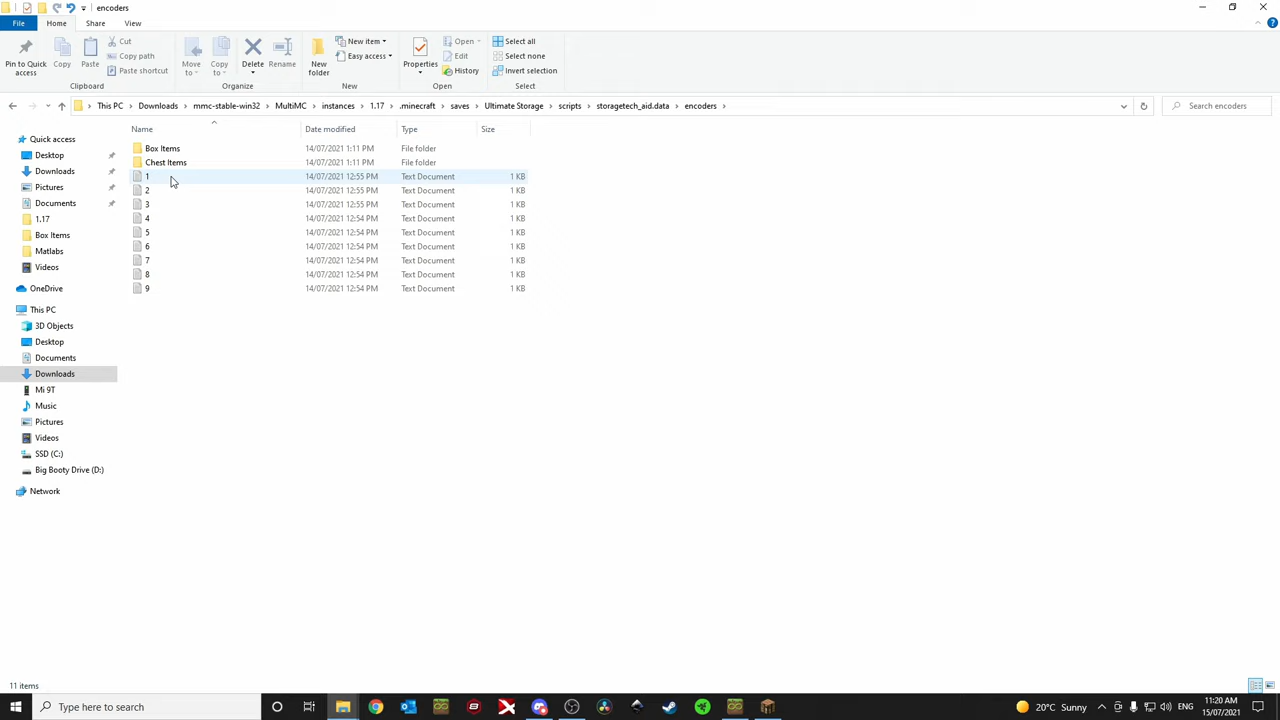 encoders
File Home Share View
Pin to Quick access
Copy
Paste
Cut
Copy path
Paste shortcut
Clipboard
Move to
Copy to
Delete
Rename
Organize
New folder
New item
Easy access
New
Properties
Open
Edit
History
Open
Select all
Select none
Invert selection
Select
This PC Downloads mmc-stable-win32 MultiMC instances 1.17 .minecraft saves Ultimate Storage scripts storagetech_aid.data encoders
Search encoders
Name Date modified Type Size
Quick access
Desktop
Downloads
Pictures
Documents
1.17
Box Items
Matlabs
Videos
OneDrive
This PC
3D Objects
Desktop
Documents
Downloads
Mi 9T
Music
Pictures
Videos
SSD (C:)
Big Booty Drive (D:)
Network
Box Items 14/07/2021 1:11 PM File folder
Chest Items 14/07/2021 1:11 PM File folder
1 14/07/2021 12:55 PM Text Document 1 KB
2 14/07/2021 12:55 PM Text Document 1 KB
3 14/07/2021 12:55 PM Text Document 1 KB
4 14/07/2021 12:54 PM Text Document 1 KB
5 14/07/2021 12:54 PM Text Document 1 KB
6 14/07/2021 12:54 PM Text Document 1 KB
7 14/07/2021 12:54 PM Text Document 1 KB
8 14/07/2021 12:54 PM Text Document 1 KB
9 14/07/2021 12:54 PM Text Document 1 KB
11 items
Type here to search
20°C Sunny
11:20 AM
15/07/2021